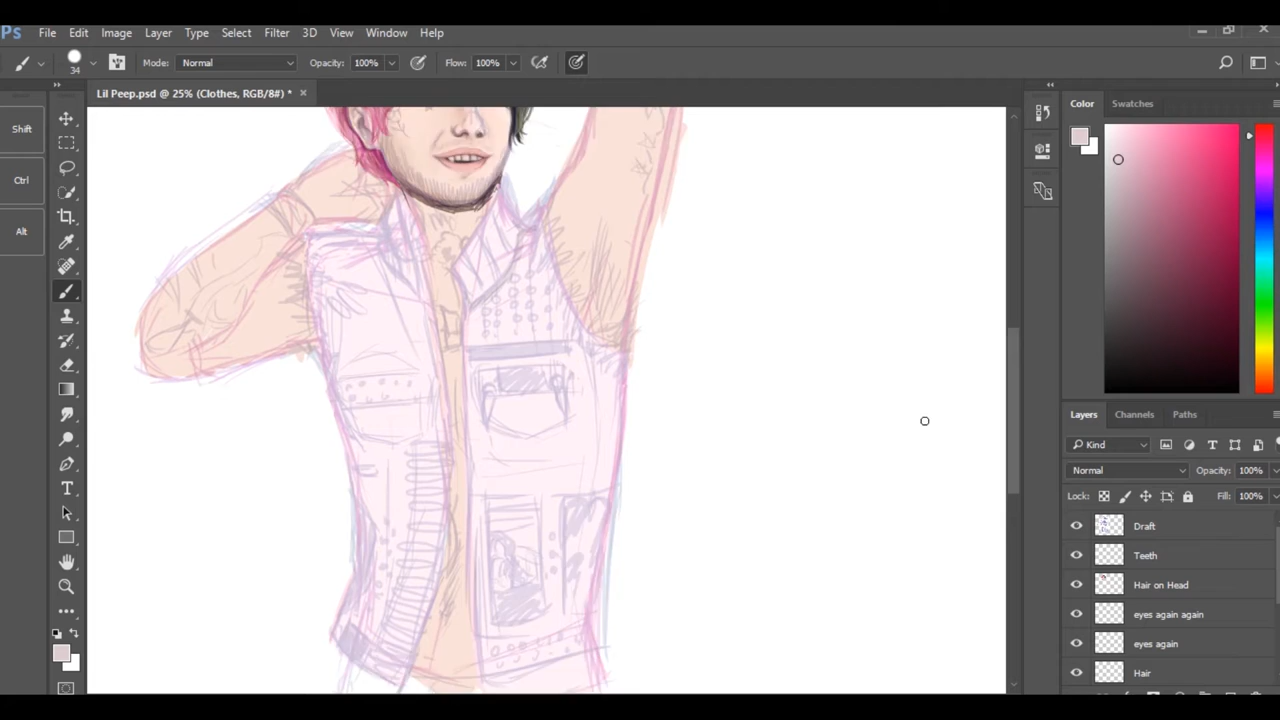 Ps File Edit Image Layer Type Select Filter 3D View Window Help
34 Mode: Normal Opacity: 100% Flow: 100%
Lil Peep.psd @ 25% (Clothes, RGB/8#) *
Shift
Ctrl
Alt
Color Swatches
Layers Channels Paths
Kind
Normal Opacity: 100%
Lock: Fill: 100%
Draft
Teeth
Hair on Head
eyes again again
eyes again
Hair